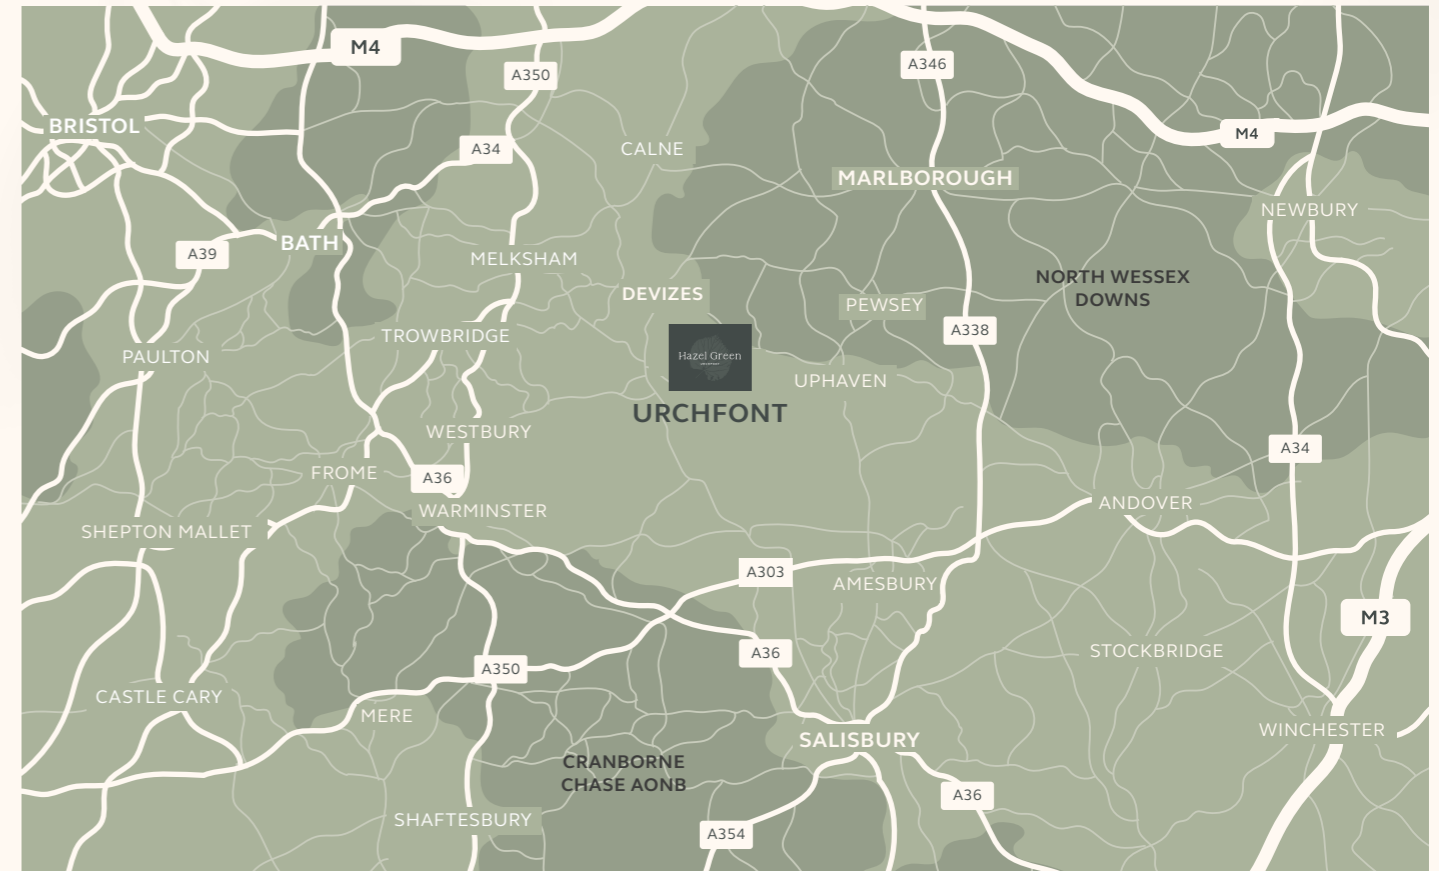 M4
A350
A346
BRISTOL
M4
A34
CALNE
MARLBOROUGH
NEWBURY
BATH
A39
MELKSHAM
NORTH WESSEX
DOWNS
DEVIZES
PEWSEY
TROWBRIDGE
A338
PAULTON
Hazel Green
UPHAVEN
URCHFONT
WESTBURY
A34
FROME
A36
ANDOVER
WARMINSTER
SHEPTON MALLET
A303
AMESBURY
M3
A36
STOCKBRIDGE
A350
CASTLE CARY
MERE
WINCHESTER
SALISBURY
CRANBORNE
CHASE AONB
A36
SHAFTESBURY
A354